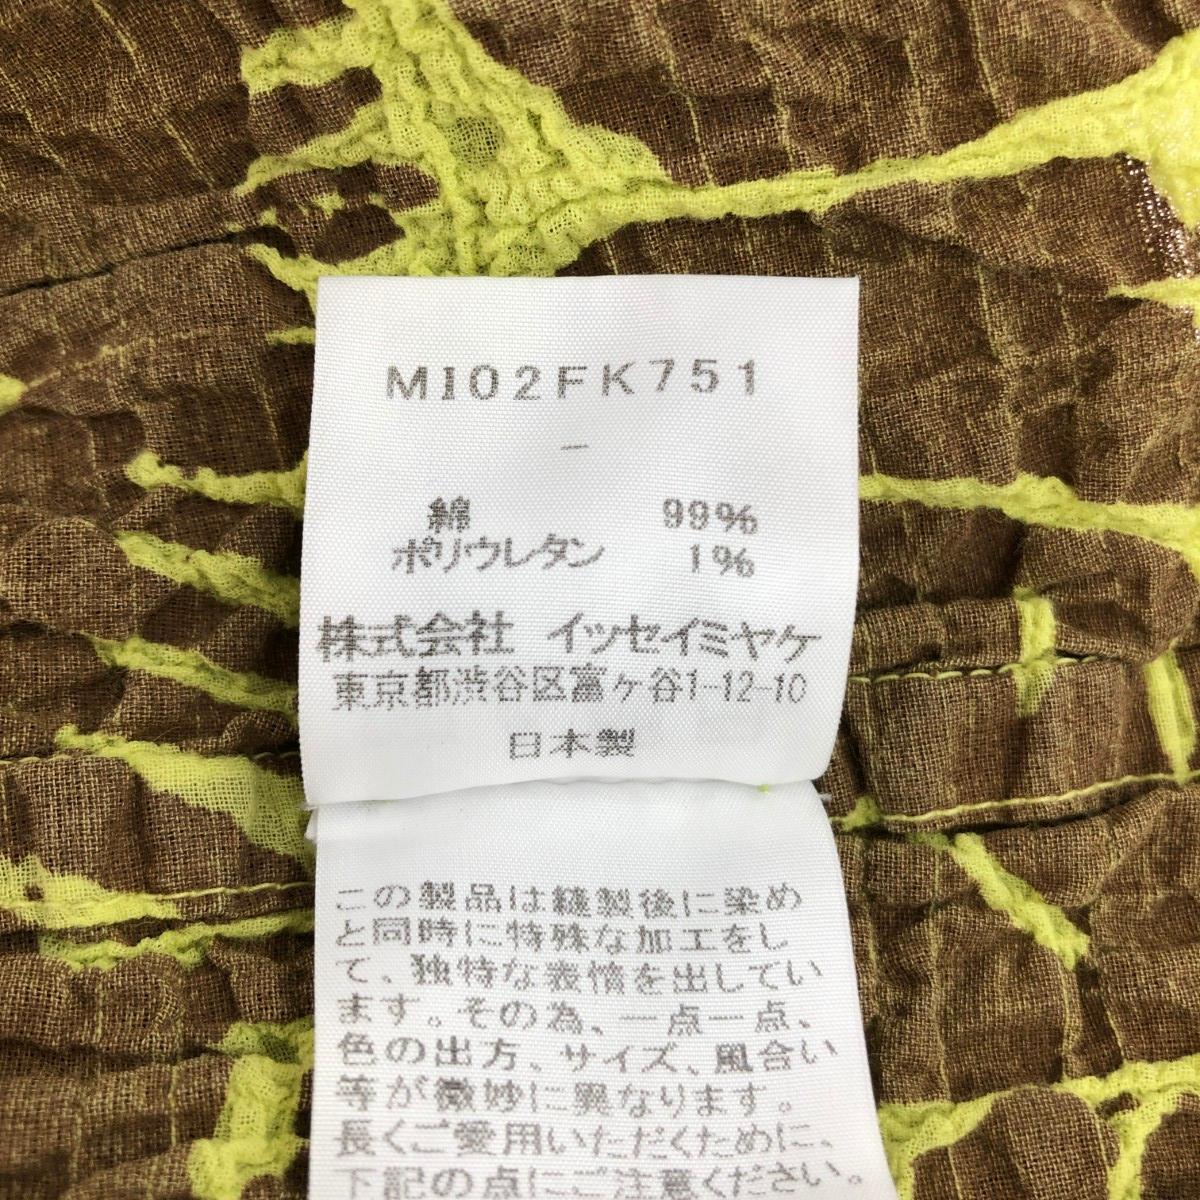 MI02FK751
–
綿 99%
ポリウレタン 1%
株式会社 イッセイミヤケ
東京都渋谷区富ヶ谷1-12-10
日本製
この製品は縫製後に染め
と同時に特殊な加工をし
て、独特な表情を出してい
ます。その為、一点一点、
色の出方、サイズ、風合い
等が微妙に異なります。
長くご愛用いただくために、
下記の点にご注意ください。